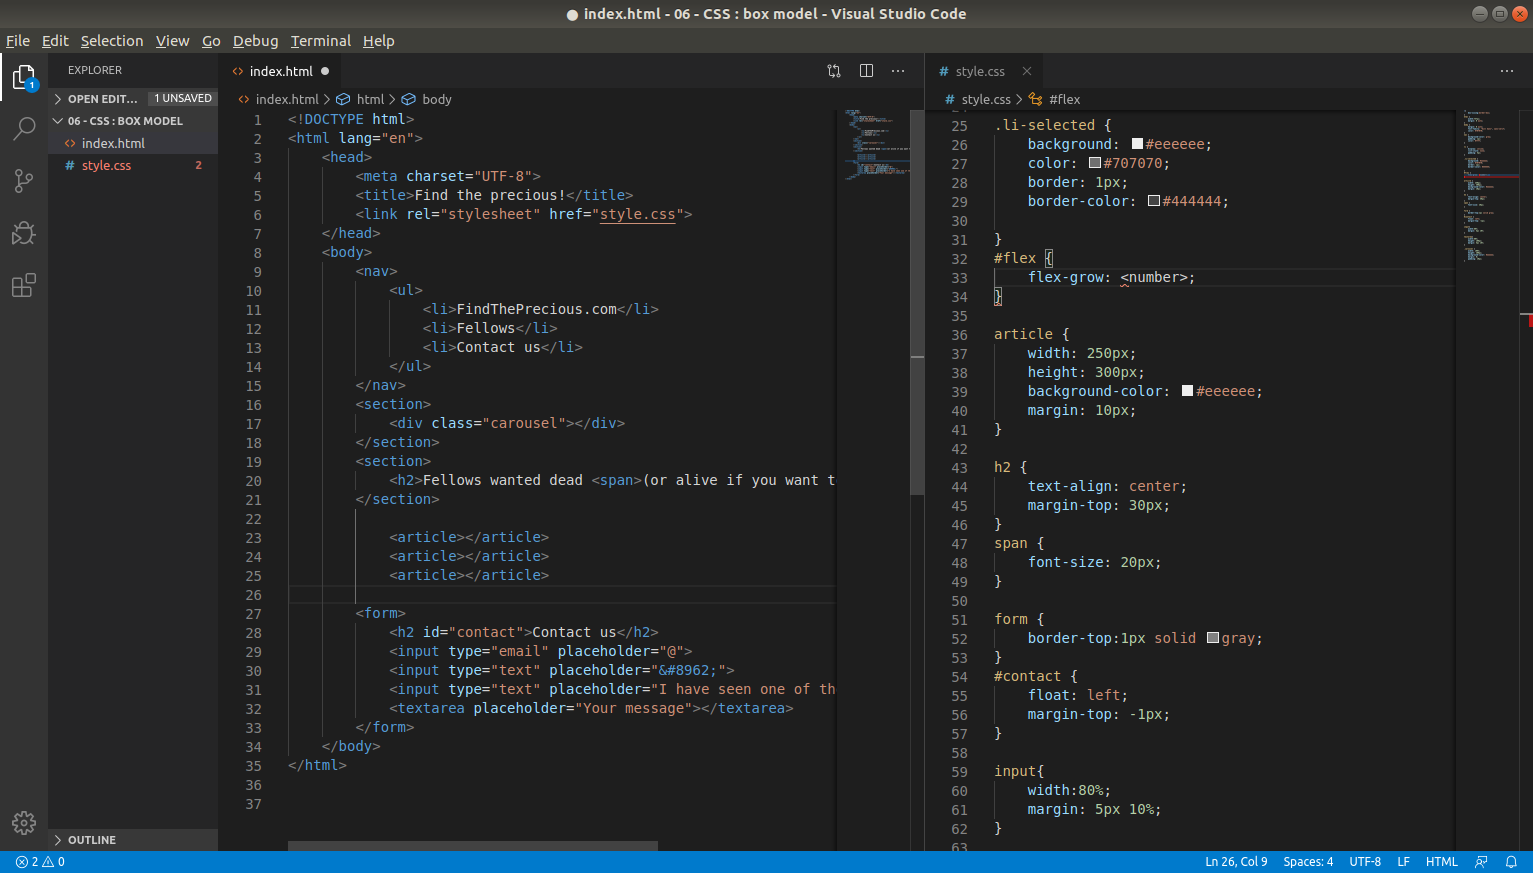 ● index.html - 06 - CSS : box model - Visual Studio Code
File Edit Selection View Go Debug Terminal Help
1
EXPLORER
OPEN EDIT... 1 UNSAVED
06 - CSS : BOX MODEL
<> index.html
# style.css 2
OUTLINE
<> index.html ●
<> index.html > html > body
1 <!DOCTYPE html>
2 <html lang="en">
3 <head>
4 <meta charset="UTF-8">
5 <title>Find the precious!</title>
6 <link rel="stylesheet" href="style.css">
7 </head>
8 <body>
9 <nav>
10 <ul>
11 <li>FindThePrecious.com</li>
12 <li>Fellows</li>
13 <li>Contact us</li>
14 </ul>
15 </nav>
16 <section>
17 <div class="carousel"></div>
18 </section>
19 <section>
20 <h2>Fellows wanted dead <span>(or alive if you want t
21 </section>
22
23 <article></article>
24 <article></article>
25 <article></article>
26
27 <form>
28 <h2 id="contact">Contact us</h2>
29 <input type="email" placeholder="@">
30 <input type="text" placeholder="&#8962;">
31 <input type="text" placeholder="I have seen one of th
32 <textarea placeholder="Your message"></textarea>
33 </form>
34 </body>
35 </html>
36
37
# style.css ×
# style.css > #flex
25 .li-selected {
26 background: #eeeeee;
27 color: #707070;
28 border: 1px;
29 border-color: #444444;
30
31 }
32 #flex {
33 flex-grow: <number>;
34 }
35
36 article {
37 width: 250px;
38 height: 300px;
39 background-color: #eeeeee;
40 margin: 10px;
41 }
42
43 h2 {
44 text-align: center;
45 margin-top: 30px;
46 }
47 span {
48 font-size: 20px;
49 }
50
51 form {
52 border-top:1px solid gray;
53 }
54 #contact {
55 float: left;
56 margin-top: -1px;
57 }
58
59 input{
60 width:80%;
61 margin: 5px 10%;
62 }
63
2 0 Ln 26, Col 9 Spaces: 4 UTF-8 LF HTML